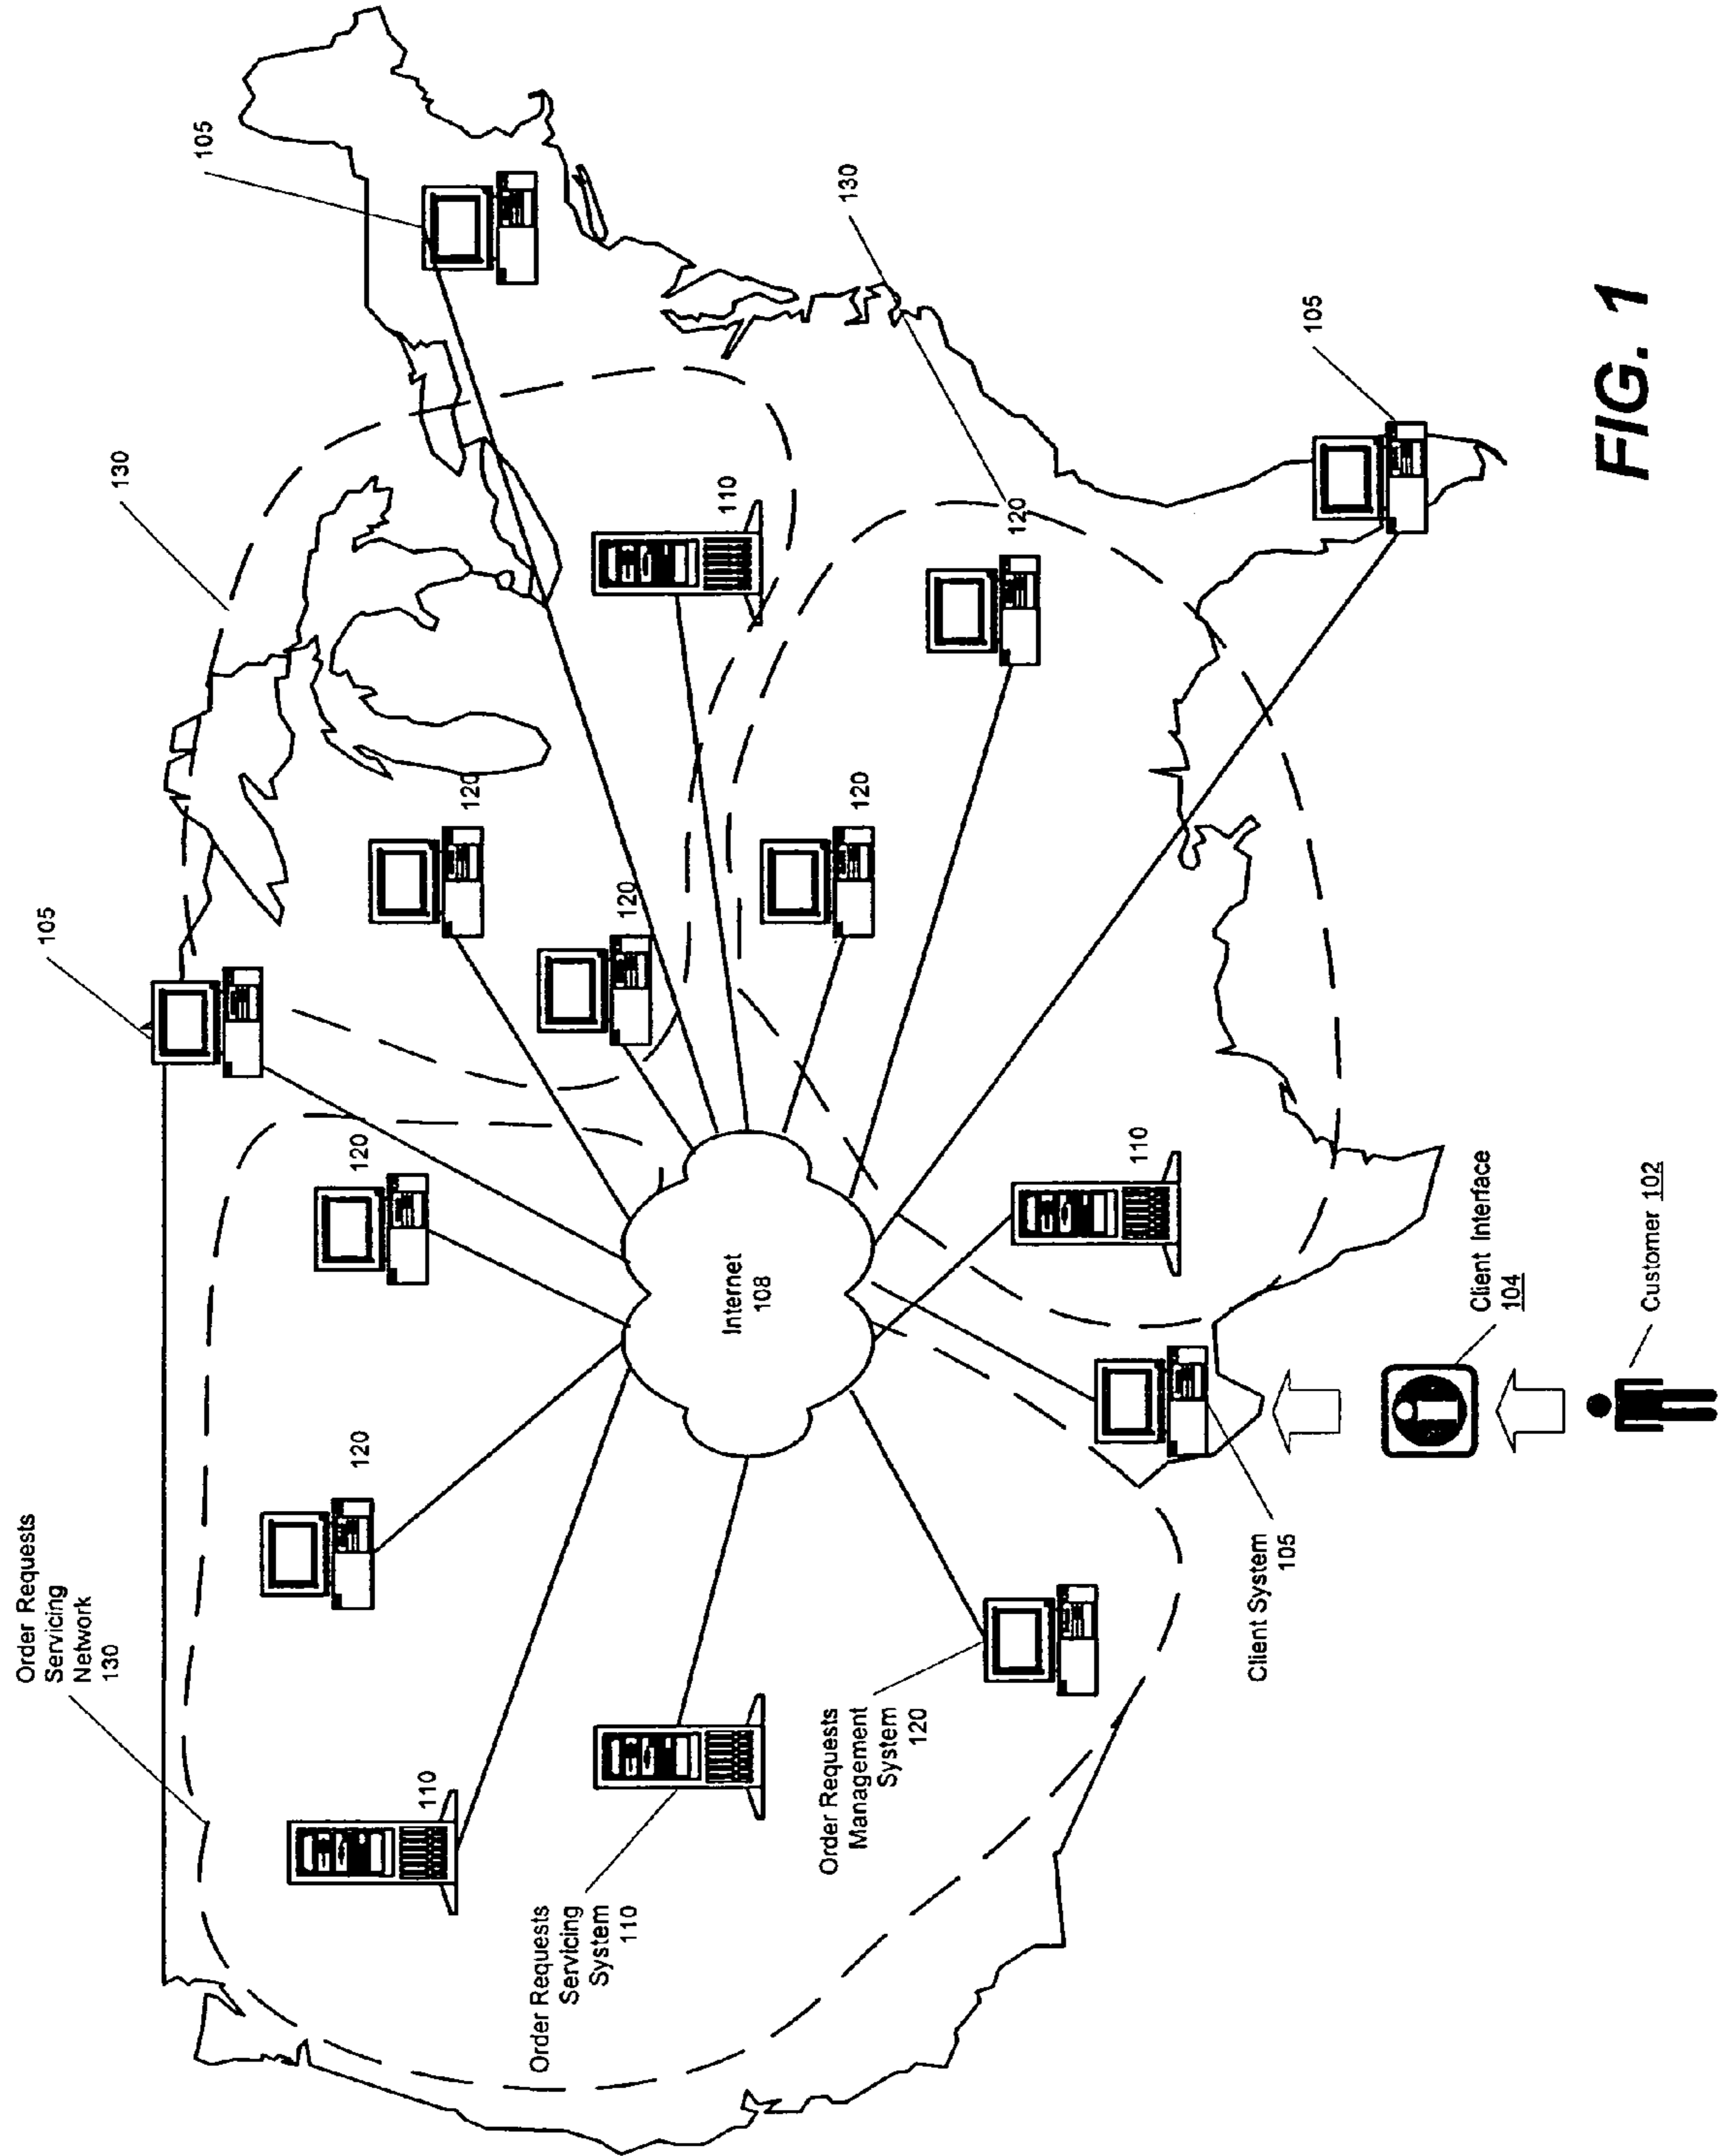 Order Requests
Servicing
Network
130
105
130
105
120
120
110
120
Order Requests
Servicing
System
110
120
Internet
108
110
Order Requests
Management
System
120
120
130
120
110
Client System
105
105
Client Interface
104
Customer 102
FIG. 1